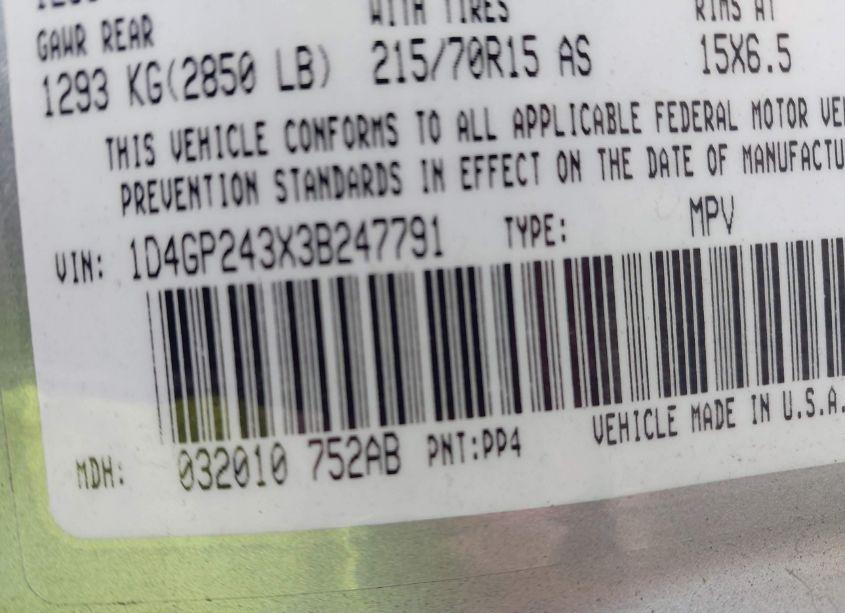 GAWR REAR WITH TIRES RIMS AT
1293 KG(2850 LB) 215/70R15 AS 15X6.5
THIS VEHICLE CONFORMS TO ALL APPLICABLE FEDERAL MOTOR VE
PREVENTION STANDARDS IN EFFECT ON THE DATE OF MANUFACTU
VIN: 1D4GP243X3B247791 TYPE: MPV
MDH: 032010 752AB PNT:PP4 VEHICLE MADE IN U.S.A.